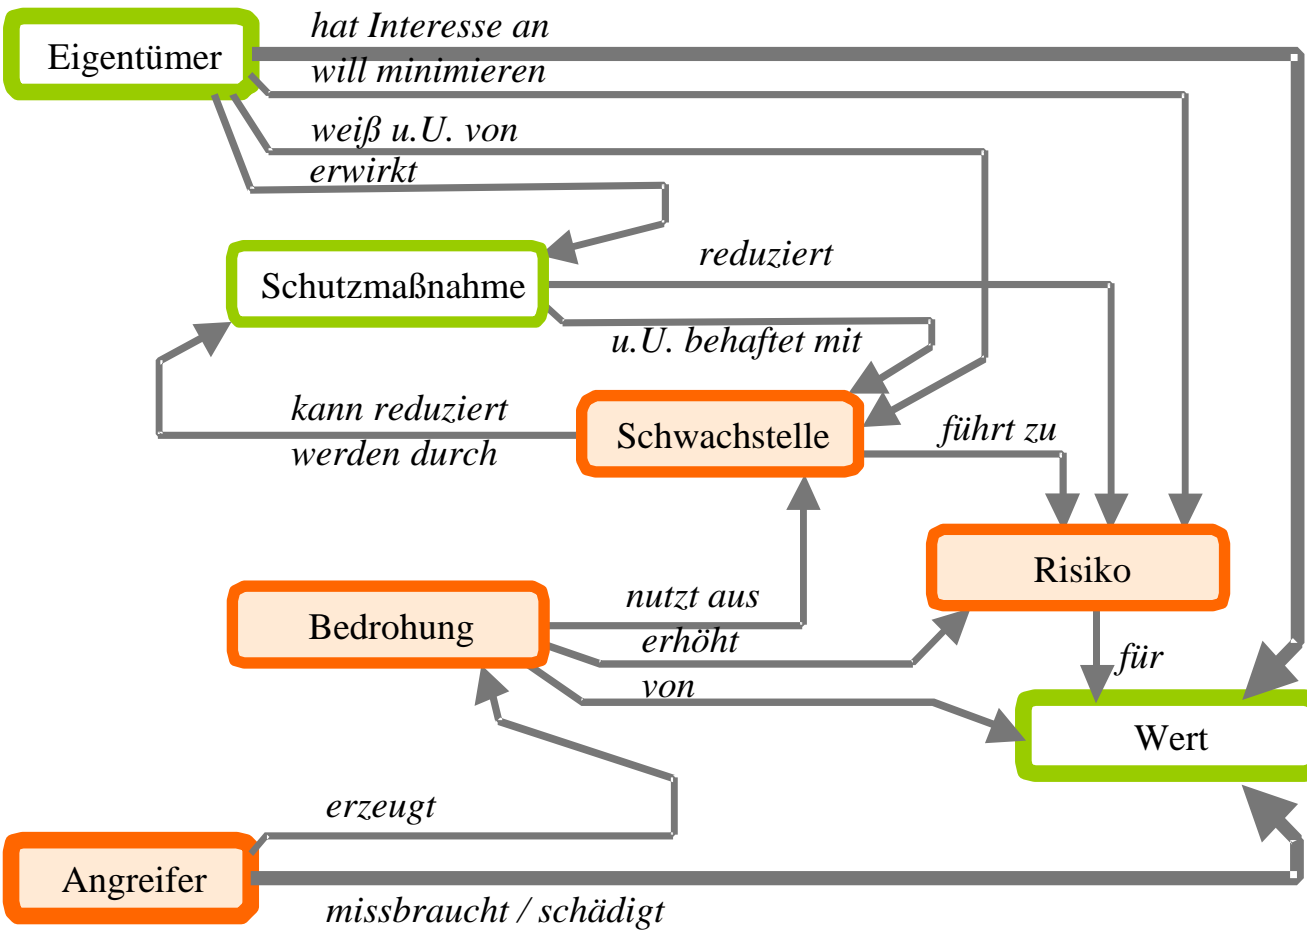 hat Interesse an
Eigentümer
will minimieren
weiß u.U. von
erwirkt
reduziert
Schutzmaßnahme
u.U. behaftet mit
kann reduziert
werden durch
Schwachstelle
führt zu
Risiko
nutzt aus
Bedrohung
erhöht
für
von
Wert
erzeugt
Angreifer
missbraucht / schädigt